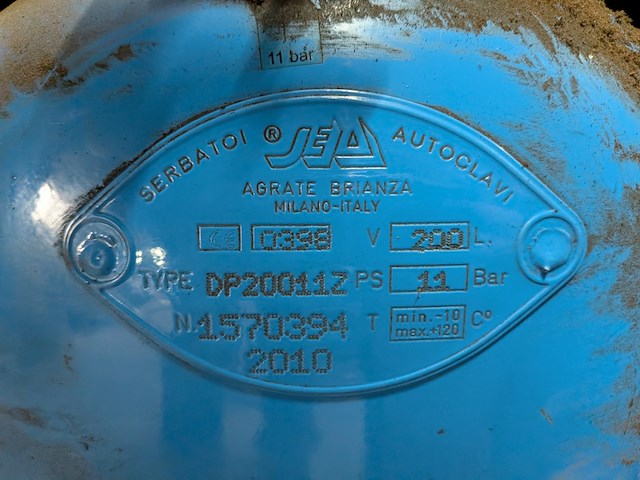 11 bar
SERBATOI ® SEA AUTOCLAVI
AGRATE BRIANZA
MILANO-ITALY
CE 0398 V 200 L.
TYPE DP20011Z PS 11 Bar
N. 1570394 T min.-10 max.+120 C°
2010